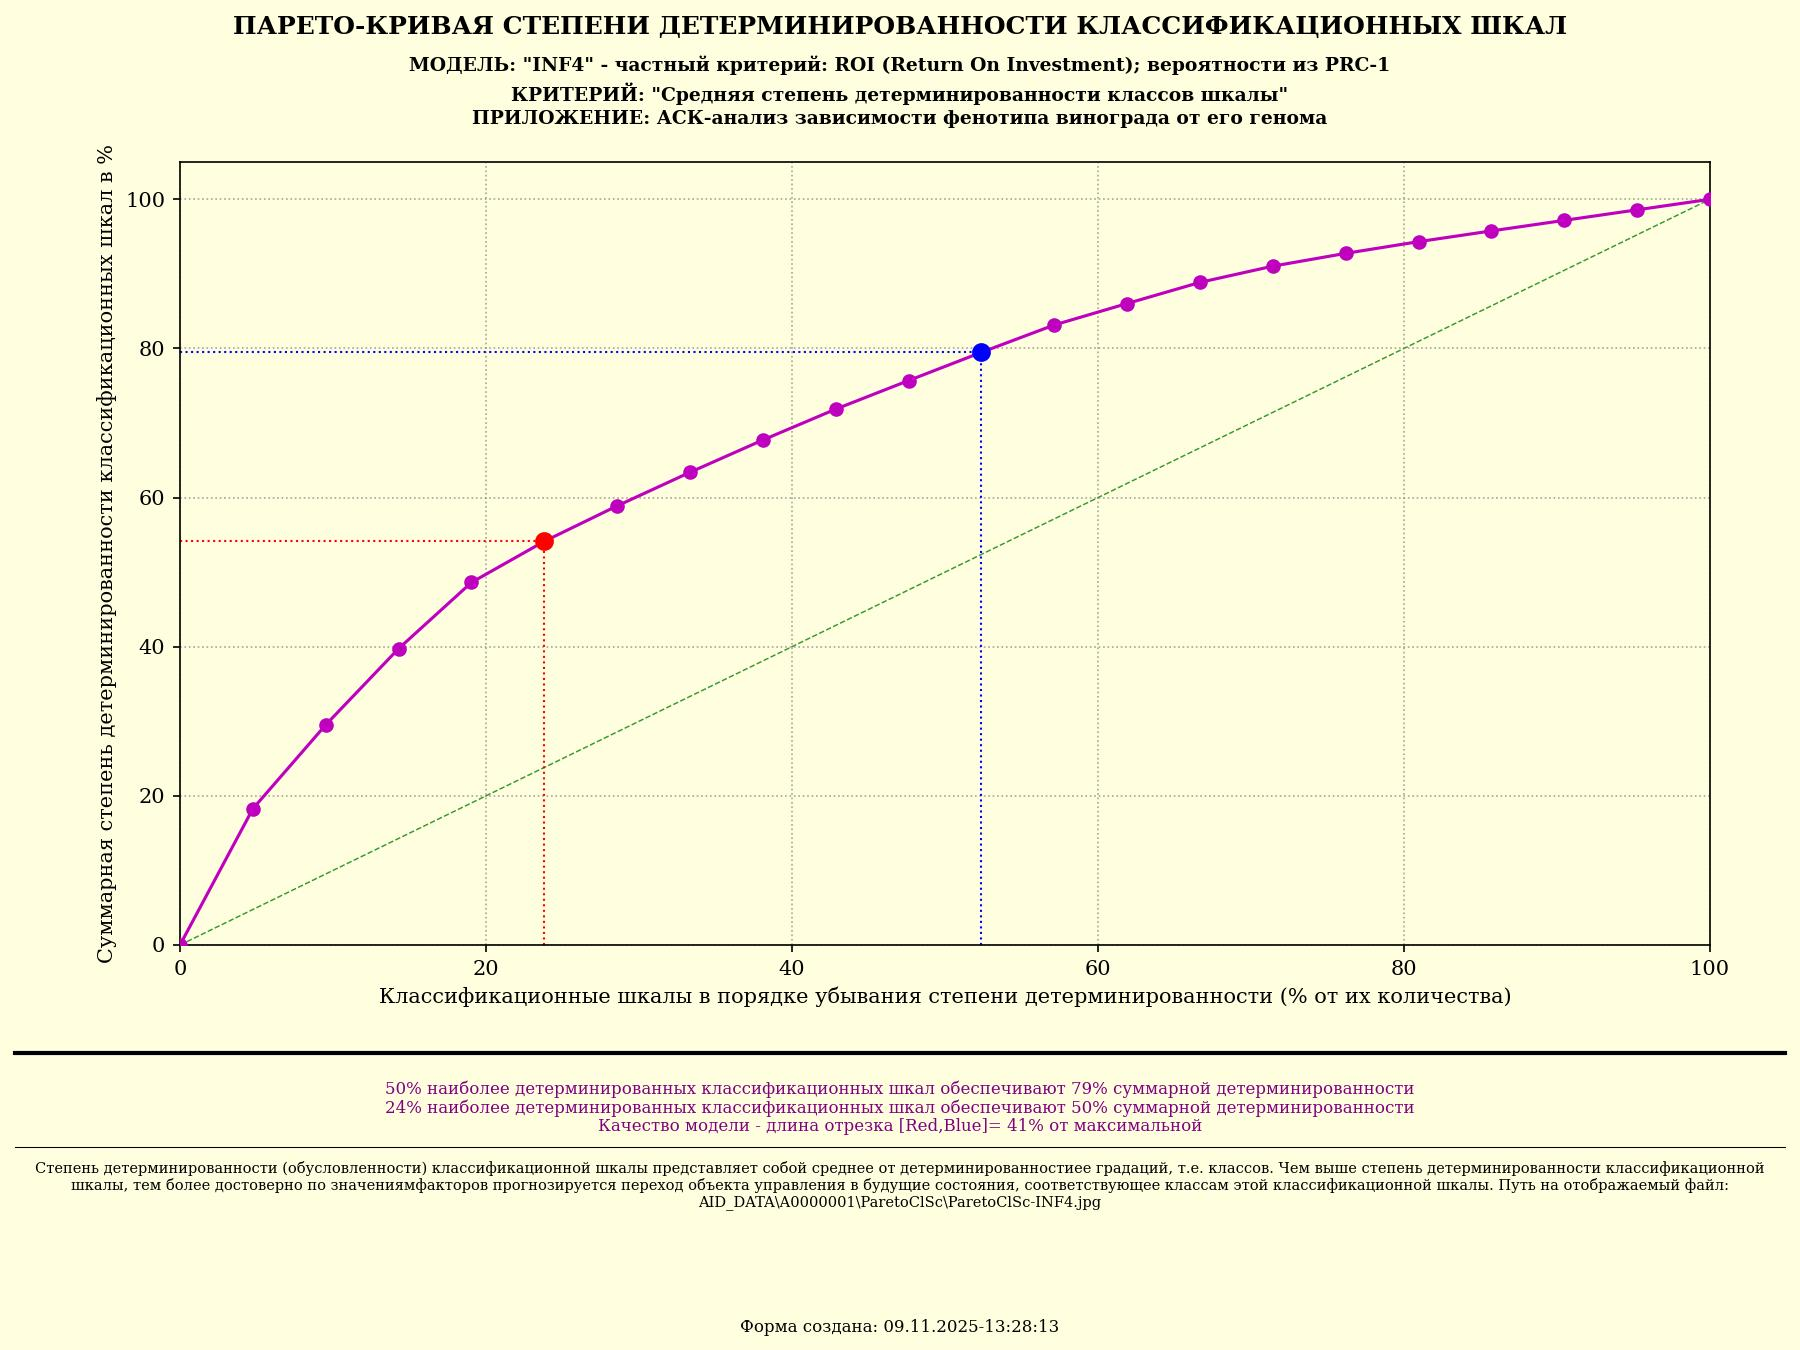 ПАРЕТО-КРИВАЯ СТЕПЕНИ ДЕТЕРМИНИРОВАННОСТИ КЛАССИФИКАЦИОННЫХ ШКАЛ
МОДЕЛЬ: "INF4" - частный критерий: ROI (Return On Investment); вероятности из PRC-1
КРИТЕРИЙ: "Средняя степень детерминированности классов шкалы"
ПРИЛОЖЕНИЕ: АСК-анализ зависимости фенотипа винограда от его генома
Суммарная степень детерминированности классификационных шкал в %
100
80
60
40
20
0
0 20 40 60 80 100
Классификационные шкалы в порядке убывания степени детерминированности (% от их количества)
50% наиболее детерминированных классификационных шкал обеспечивают 79% суммарной детерминированности
24% наиболее детерминированных классификационных шкал обеспечивают 50% суммарной детерминированности
Качество модели - длина отрезка [Red,Blue]= 41% от максимальной
Степень детерминированности (обусловленности) классификационной шкалы представляет собой среднее от детерминированностиее градаций, т.е. классов. Чем выше степень детерминированности классификационной
шкалы, тем более достоверно по значениямфакторов прогнозируется переход объекта управления в будущие состояния, соответствующее классам этой классификационной шкалы. Путь на отображаемый файл:
AID_DATA\A0000001\ParetoClSc\ParetoClSc-INF4.jpg
Форма создана: 09.11.2025-13:28:13